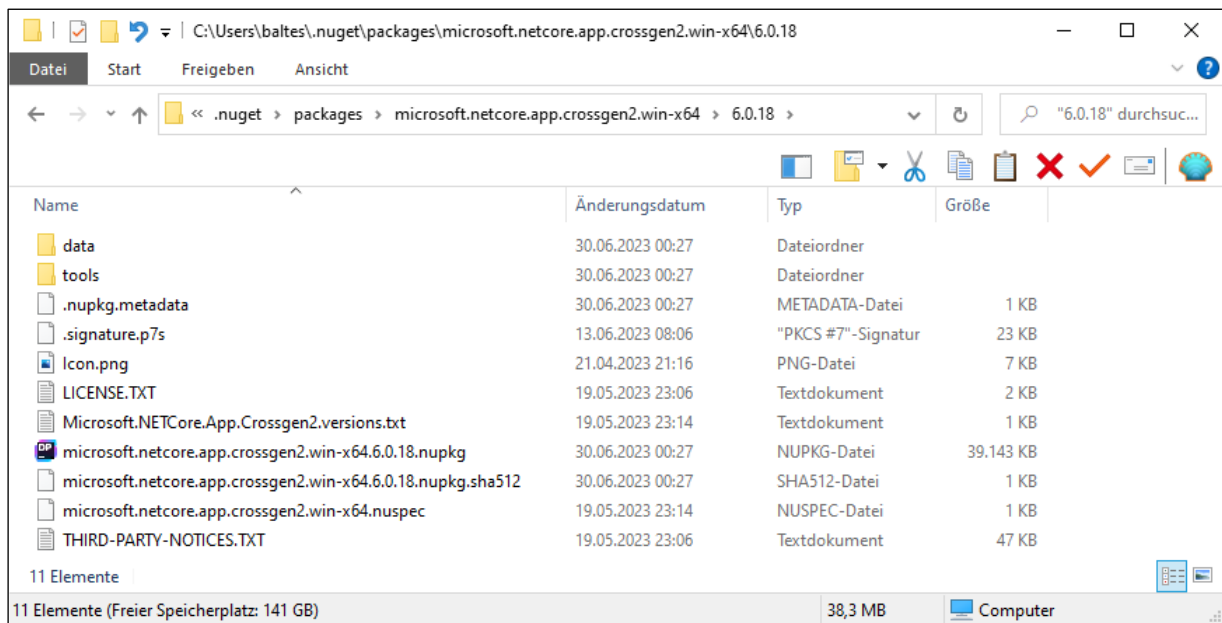 C:\Users\baltes\.nuget\packages\microsoft.netcore.app.crossgen2.win-x64\6.0.18
Datei Start Freigeben Ansicht
« .nuget > packages > microsoft.netcore.app.crossgen2.win-x64 > 6.0.18 > "6.0.18" durchsuc...
Name Änderungsdatum Typ Größe
data 30.06.2023 00:27 Dateiordner
tools 30.06.2023 00:27 Dateiordner
.nupkg.metadata 30.06.2023 00:27 METADATA-Datei 1 KB
.signature.p7s 13.06.2023 08:06 "PKCS #7"-Signatur 23 KB
Icon.png 21.04.2023 21:16 PNG-Datei 7 KB
LICENSE.TXT 19.05.2023 23:06 Textdokument 2 KB
Microsoft.NETCore.App.Crossgen2.versions.txt 19.05.2023 23:14 Textdokument 1 KB
DP microsoft.netcore.app.crossgen2.win-x64.6.0.18.nupkg 30.06.2023 00:27 NUPKG-Datei 39.143 KB
microsoft.netcore.app.crossgen2.win-x64.6.0.18.nupkg.sha512 30.06.2023 00:27 SHA512-Datei 1 KB
microsoft.netcore.app.crossgen2.win-x64.nuspec 19.05.2023 23:14 NUSPEC-Datei 1 KB
THIRD-PARTY-NOTICES.TXT 19.05.2023 23:06 Textdokument 47 KB
11 Elemente
11 Elemente (Freier Speicherplatz: 141 GB) 38,3 MB Computer